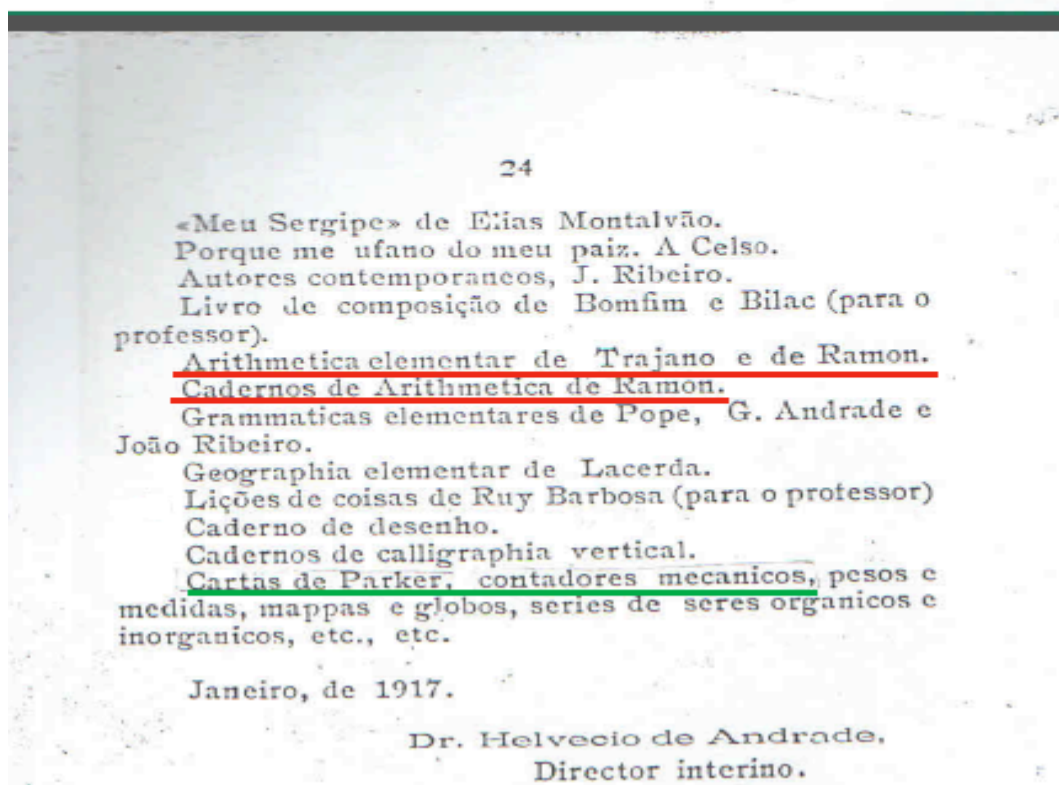 24
«Meu Sergipe» de Elias Montalvão.
Porque me ufano do meu paiz. A Celso.
Autores contemporaneos, J. Ribeiro.
Livro de composição de Bomfim e Bilac (para o
professor).
Arithmetica elementar de Trajano e de Ramon.
Cadernos de Arithmetica de Ramon.
Grammaticas elementares de Pope, G. Andrade e
João Ribeiro.
Geographia elementar de Lacerda.
Lições de coisas de Ruy Barbosa (para o professor)
Caderno de desenho.
Cadernos de calligraphia vertical.
Cartas de Parker, contadores mecanicos, pesos e
medidas, mappas e globos, series de seres organicos e
inorganicos, etc., etc.
Janeiro, de 1917.
Dr. Helvecio de Andrade.
Director interino.